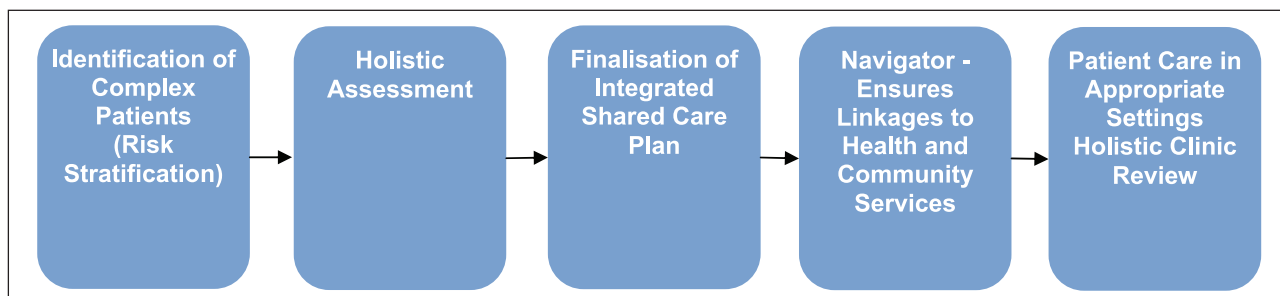 Identification of
Complex
Patients
(Risk
Stratification)
Holistic
Assessment
Finalisation of
Integrated
Shared Care
Plan
Navigator -
Ensures
Linkages to
Health and
Community
Services
Patient Care in
Appropriate
Settings
Holistic Clinic
Review